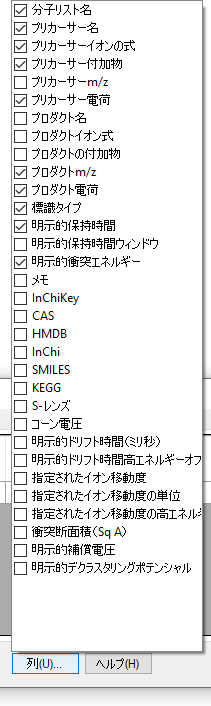 分子リスト名
プリカーサー名
プリカーサーイオンの式
プリカーサー付加物
プリカーサーm/z
プリカーサー電荷
プロダクト名
プロダクトイオン式
プロダクトの付加物
プロダクトm/z
プロダクト電荷
標識タイプ
明示的保持時間
明示的保持時間ウィンドウ
明示的衝突エネルギー
メモ
InChiKey
CAS
HMDB
InChi
SMILES
KEGG
S-レンズ
コーン電圧
明示的ドリフト時間(ミリ秒)
明示的ドリフト時間高エネルギーオフ
指定されたイオン移動度
指定されたイオン移動度の単位
指定されたイオン移動度の高エネル
衝突断面積(Sq A)
明示的補償電圧
明示的デクラスタリングポテンシャル
列(U)... ヘルプ(H)